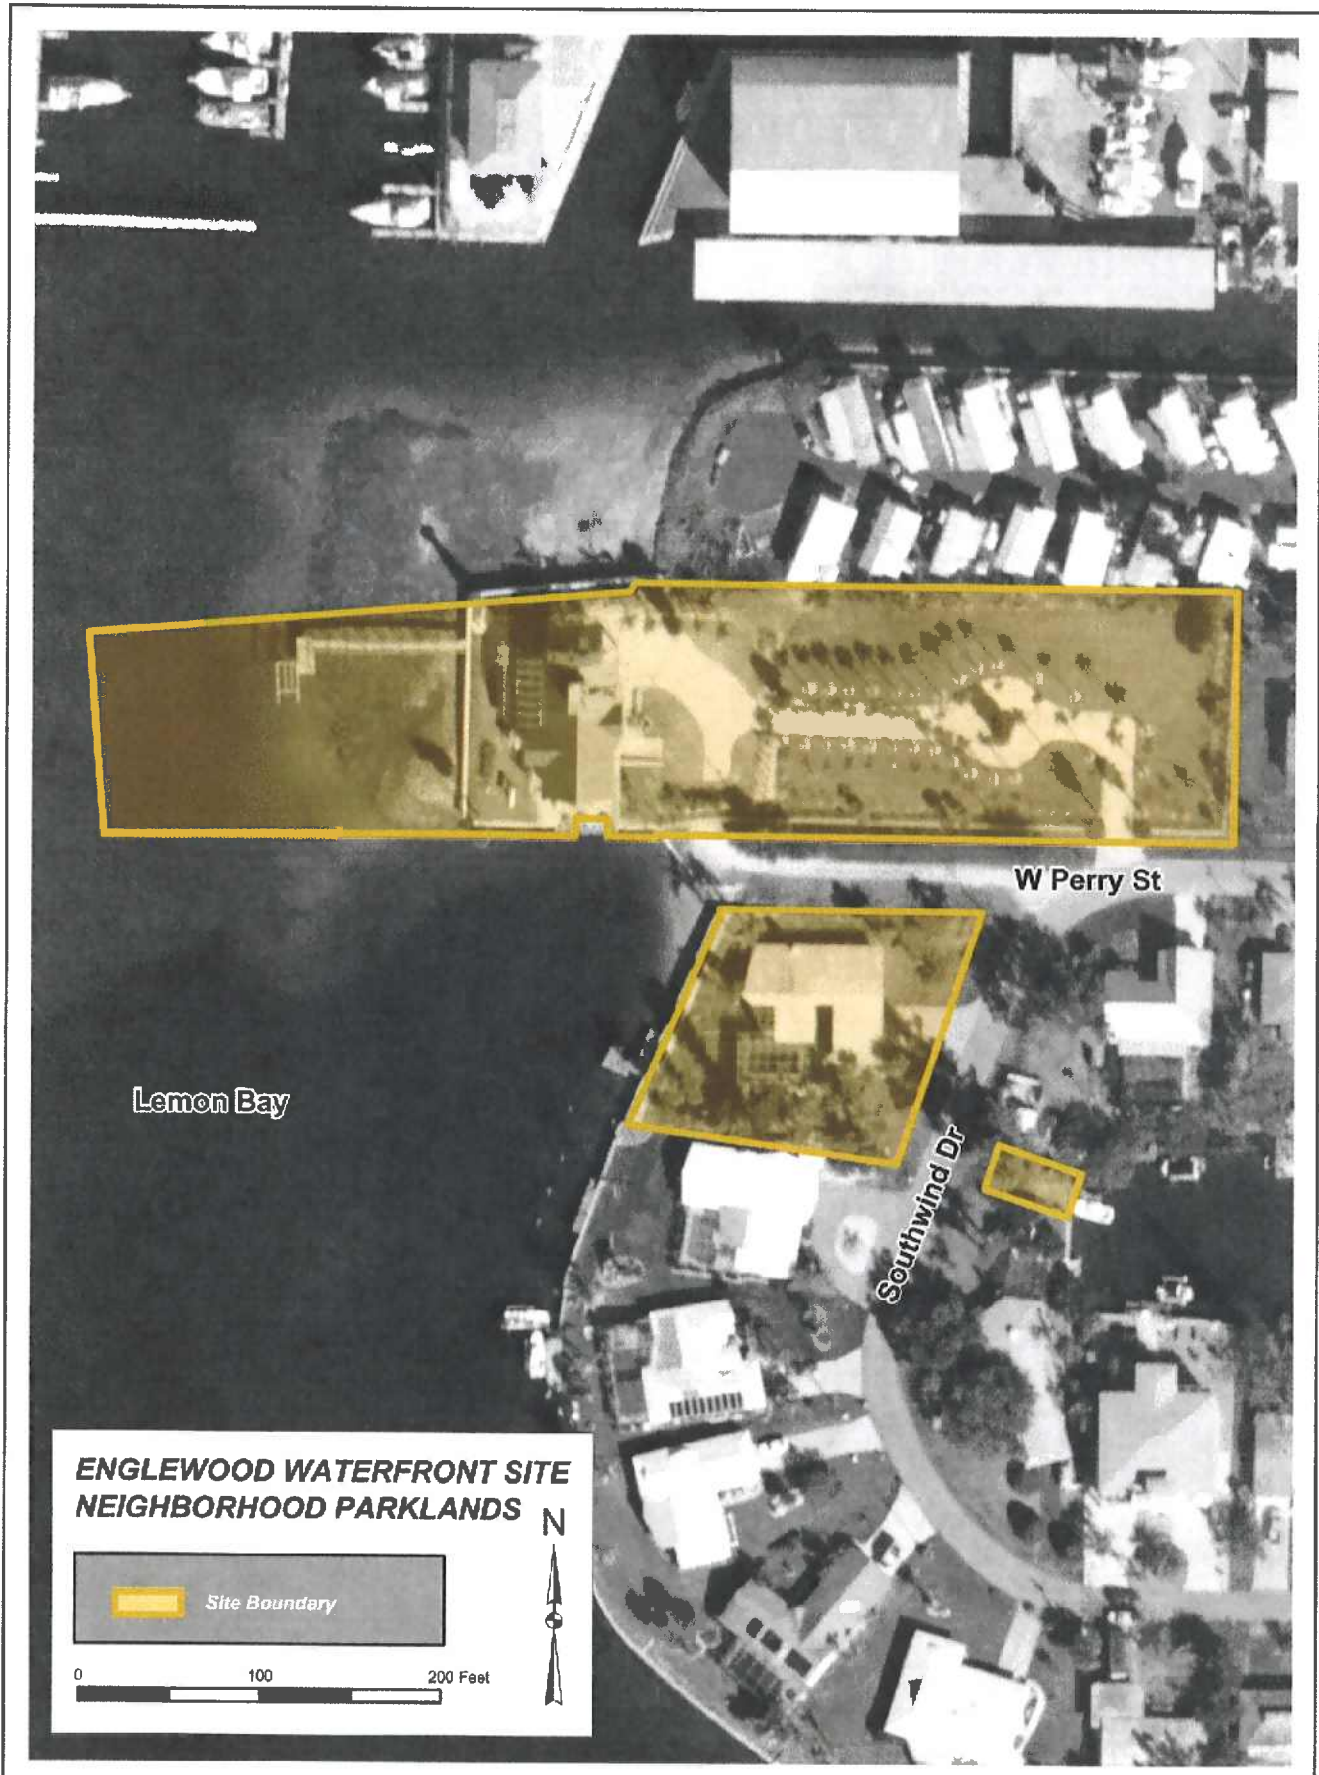 W Perry St
Lemon Bay
Southwind Dr
ENGLEWOOD WATERFRONT SITE
NEIGHBORHOOD PARKLANDS
N
Site Boundary
0 100 200 Feet